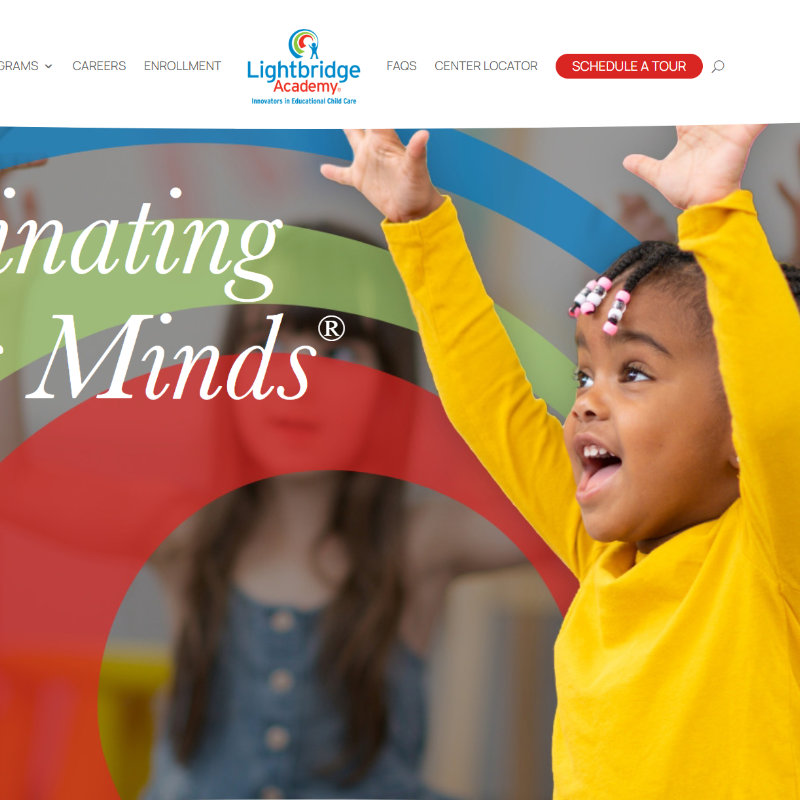 GRAMS CAREERS ENROLLMENT Lightbridge Academy® FAQS CENTER LOCATOR SCHEDULE A TOUR
Innovators in Educational Child Care
inating
Minds®